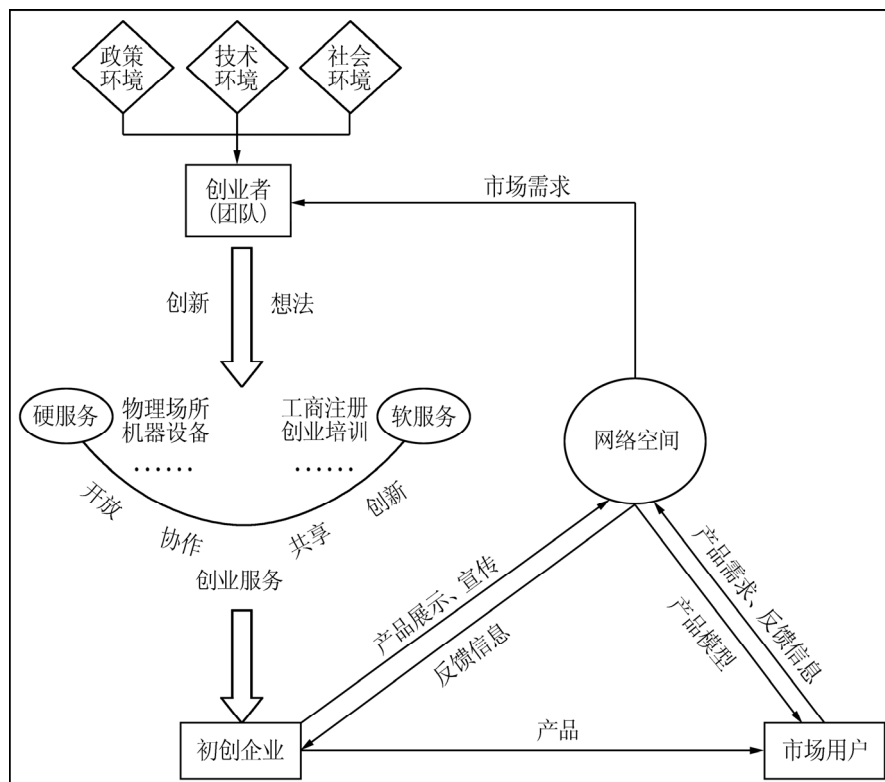 政策
环境
技术
环境
社会
环境
创业者
(团队)
市场需求
创新
想法
硬服务
物理场所
机器设备
……
工商注册
创业培训
……
软服务
网络空间
开放
协作
共享
创新
创业服务
产品展示、宣传
反馈信息
产品需求、反馈信息
产品模型
初创企业
产品
市场用户